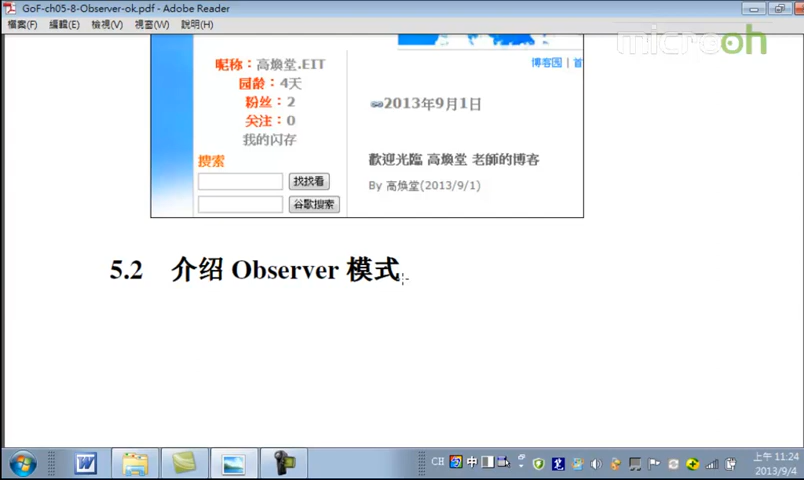 GoF-ch05-8-Observer-ok.pdf - Adobe Reader
檔案(F) 編輯(E) 檢視(V) 視窗(W) 說明(H)
microoh
昵称：高煥堂.EIT
园龄：4天
粉丝：2
关注：0
我的闪存
搜索
找找看
谷歌搜索
博客园 | 首
2013年9月1日
歡迎光臨 高煥堂 老師的博客
By 高煥堂(2013/9/1)
5.2 介绍 Observer 模式
CH 中
上午 11:24
2013/9/4